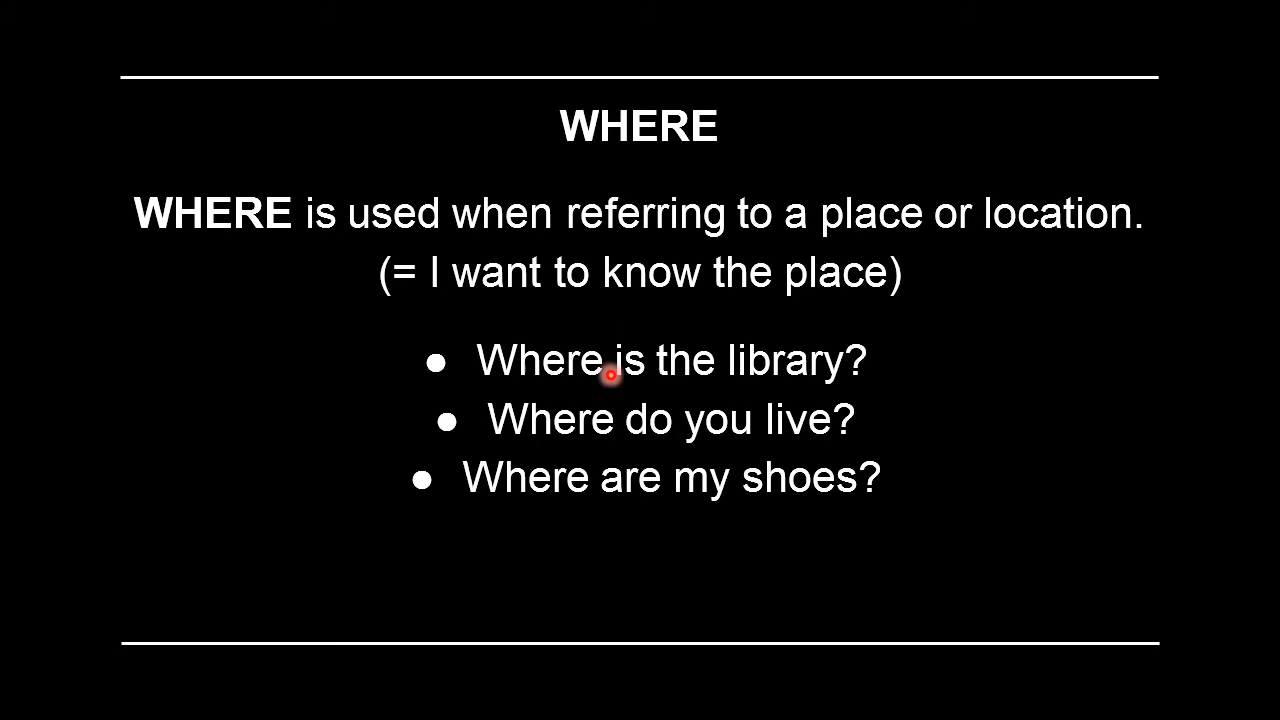 WHERE
WHERE is used when referring to a place or location.
(= I want to know the place)
● Where is the library?
● Where do you live?
● Where are my shoes?